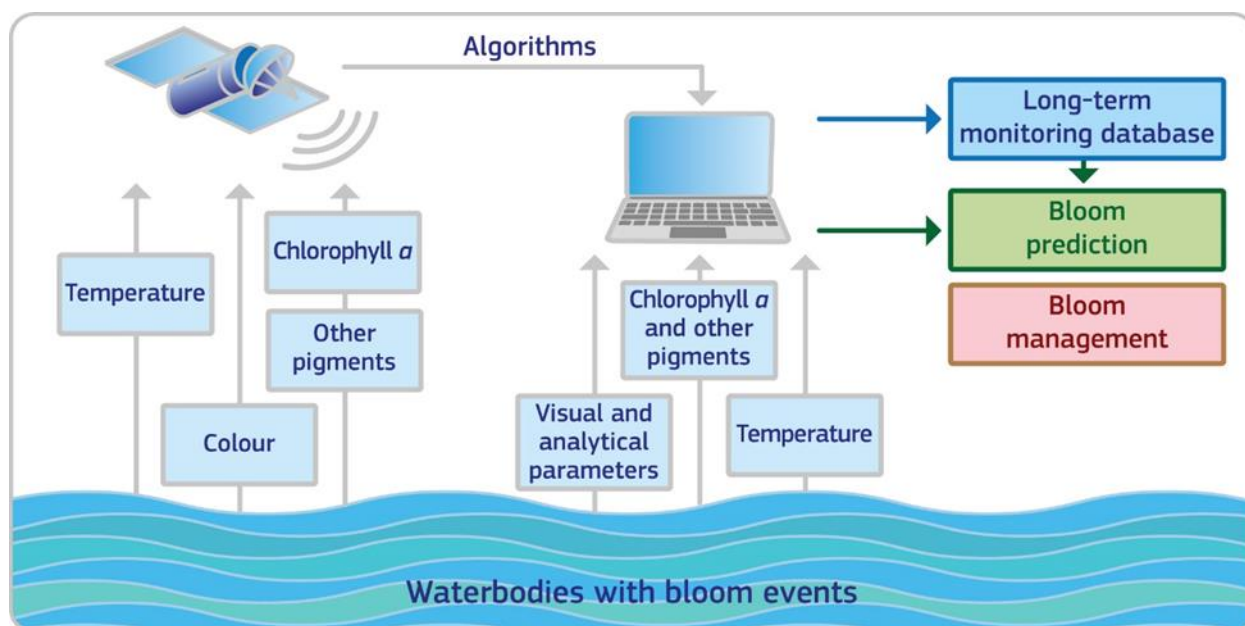 Algorithms
Long-term
monitoring database
Bloom
prediction
Bloom
management
Temperature
Chlorophyll a
Other
pigments
Colour
Chlorophyll a
and other
pigments
Visual and
analytical
parameters
Temperature
Waterbodies with bloom events